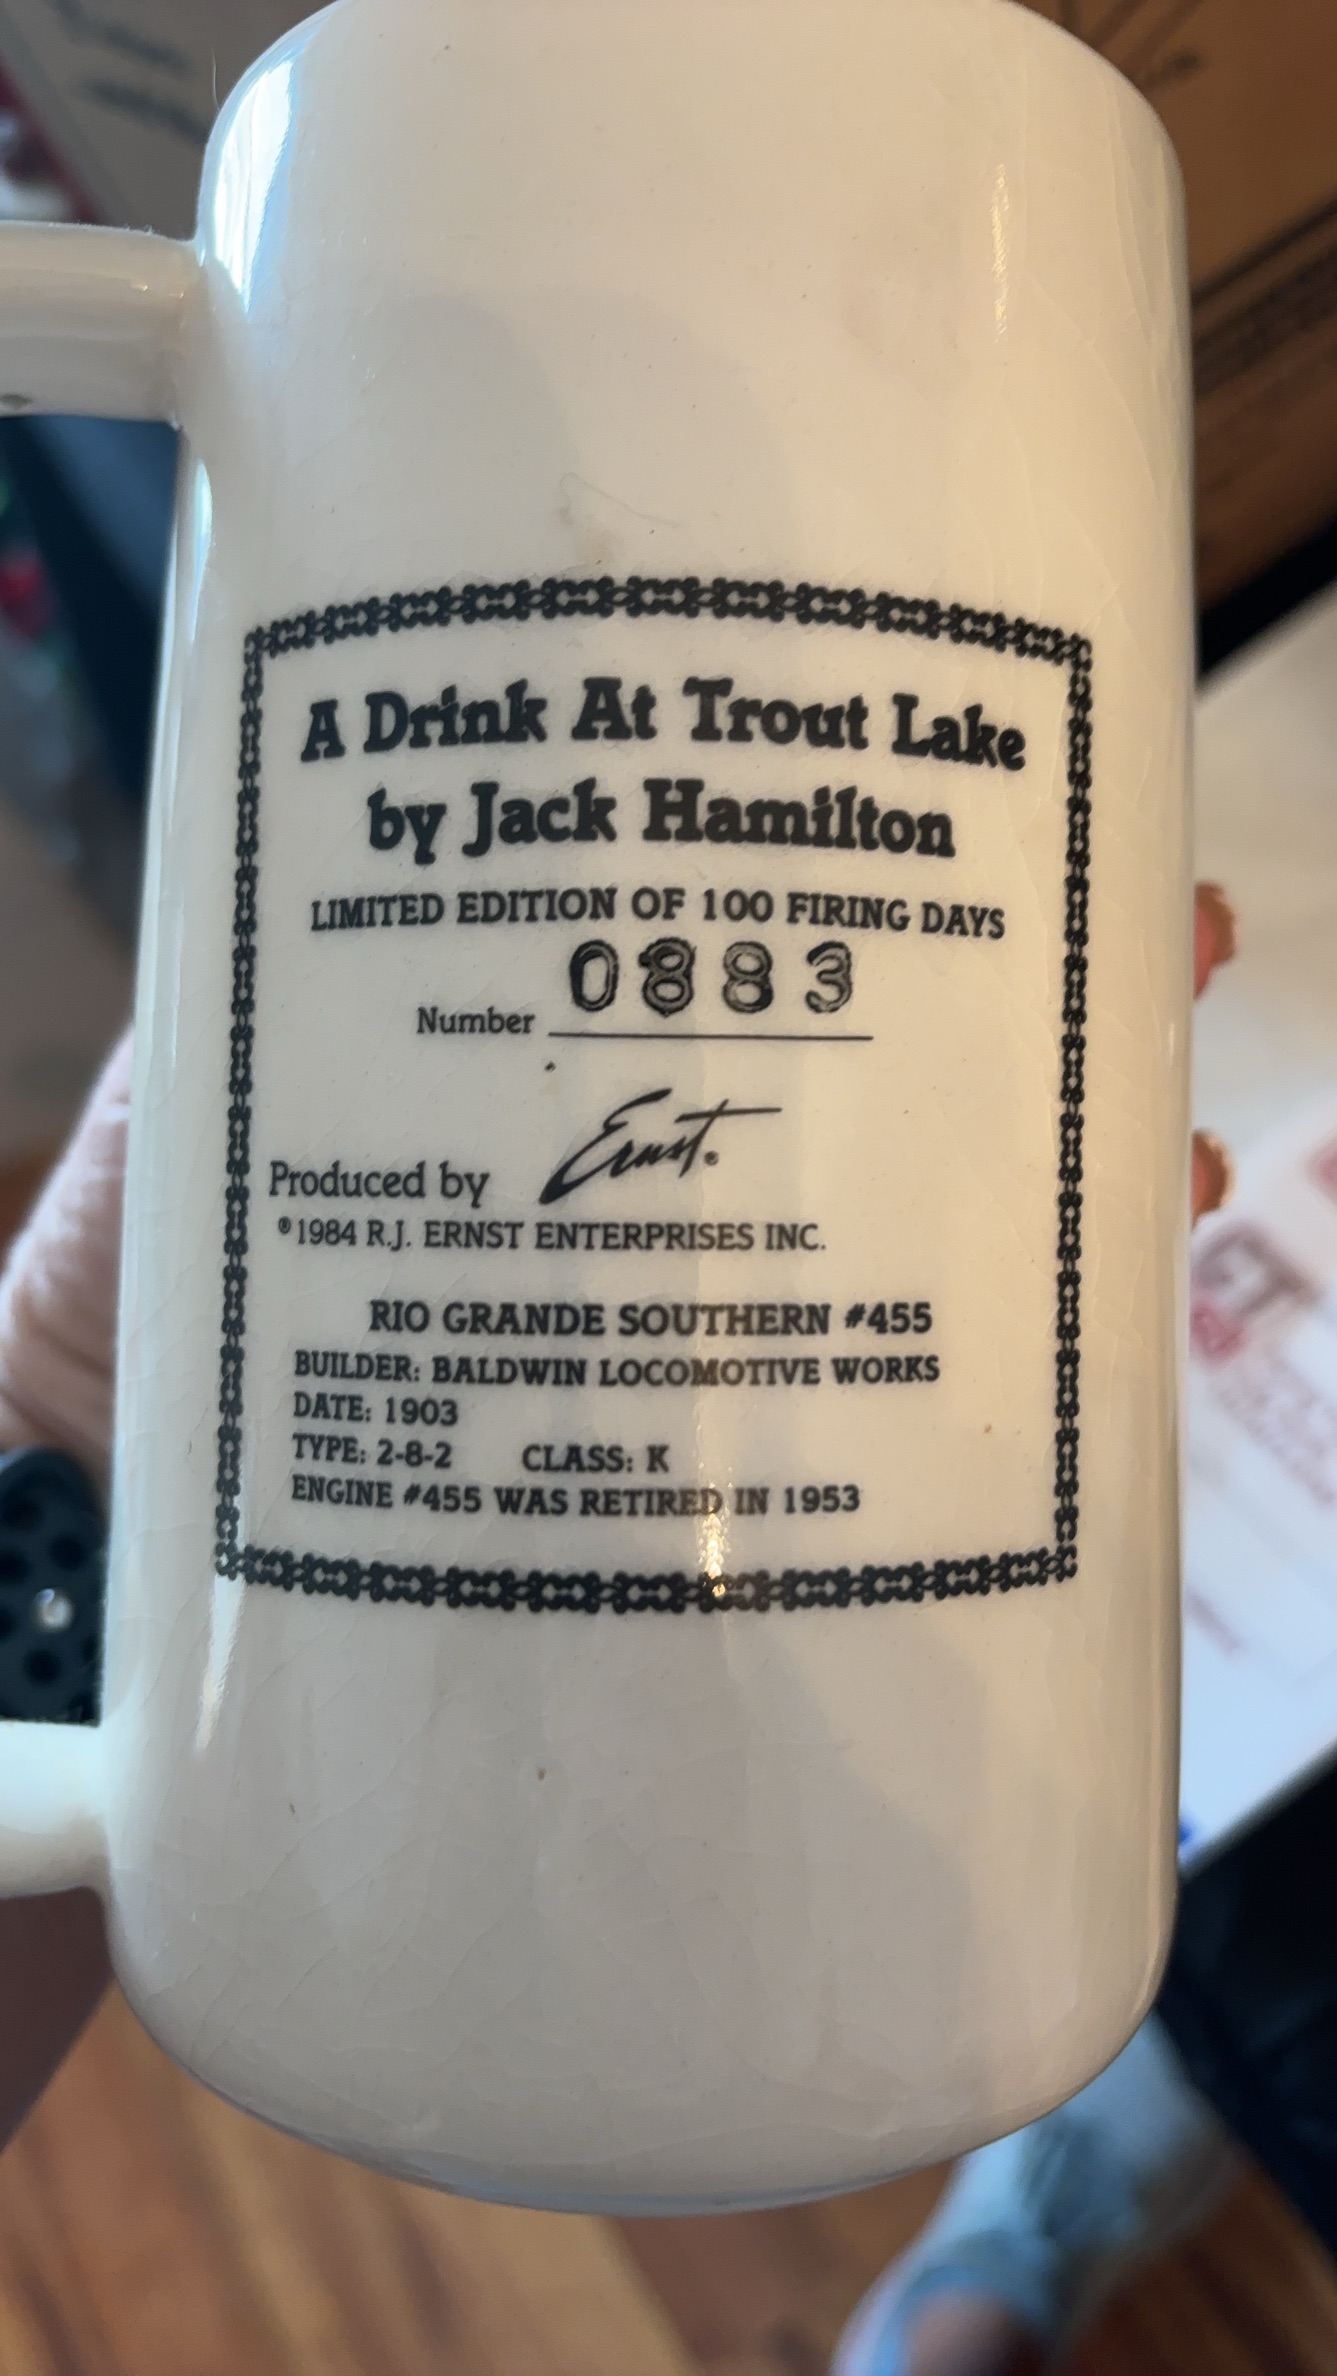 A Drink At Trout Lake
by Jack Hamilton
LIMITED EDITION OF 100 FIRING DAYS
Number 0883
Produced by Ernst®
®1984 R.J. ERNST ENTERPRISES INC.
RIO GRANDE SOUTHERN #455
BUILDER: BALDWIN LOCOMOTIVE WORKS
DATE: 1903
TYPE: 2-8-2 CLASS: K
ENGINE #455 WAS RETIRED IN 1953